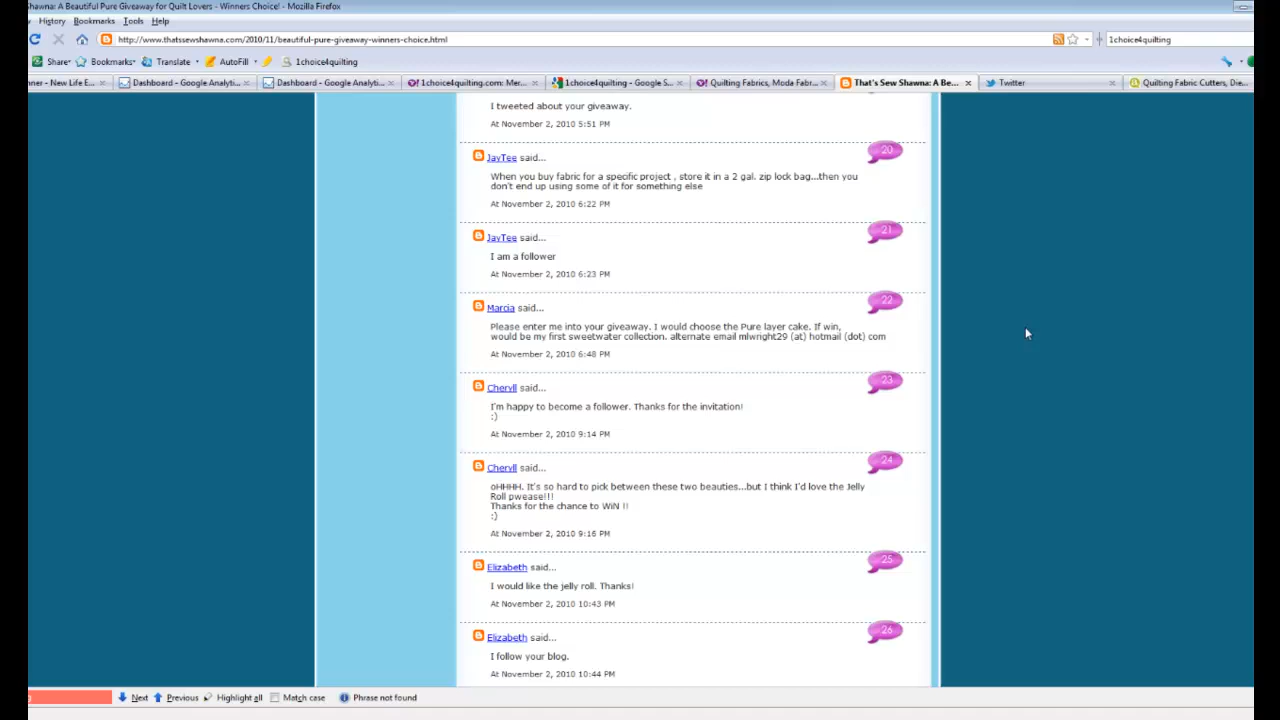 Shawna: A Beautiful Pure Giveaway for Quilt Lovers - Winners Choice! - Mozilla Firefox
History Bookmarks Tools Help
http://www.thatssewshawna.com/2010/11/beautiful-pure-giveaway-winners-choice.html 1choice4quilting
Share Bookmarks Translate AutoFill 1choice4quilting
nner - New Life E... Dashboard - Google Analyti... Dashboard - Google Analyti... 1choice4quilting.com: Mer... 1choice4quilting - Google S... Quilting Fabrics, Moda Fabr... That's Sew Shawna: A Be... Twitter Quilting Fabric Cutters, Die...
I tweeted about your giveaway.
At November 2, 2010 5:51 PM
20
JayTee said...
When you buy fabric for a specific project , store it in a 2 gal. zip lock bag...then you
don't end up using some of it for something else
At November 2, 2010 6:22 PM
21
JayTee said...
I am a follower
At November 2, 2010 6:23 PM
22
Marcia said...
Please enter me into your giveaway. I would choose the Pure layer cake. If win,
would be my first sweetwater collection. alternate email mlwright29 (at) hotmail (dot) com
At November 2, 2010 6:48 PM
23
Cheryll said...
I'm happy to become a follower. Thanks for the invitation!
:)
At November 2, 2010 9:14 PM
24
Cheryll said...
oHHHH. It's so hard to pick between these two beauties...but I think I'd love the Jelly
Roll pwease!!!
Thanks for the chance to WiN !!
:)
At November 2, 2010 9:16 PM
25
Elizabeth said...
I would like the jelly roll. Thanks!
At November 2, 2010 10:43 PM
26
Elizabeth said...
I follow your blog.
At November 2, 2010 10:44 PM
Next Previous Highlight all Match case Phrase not found